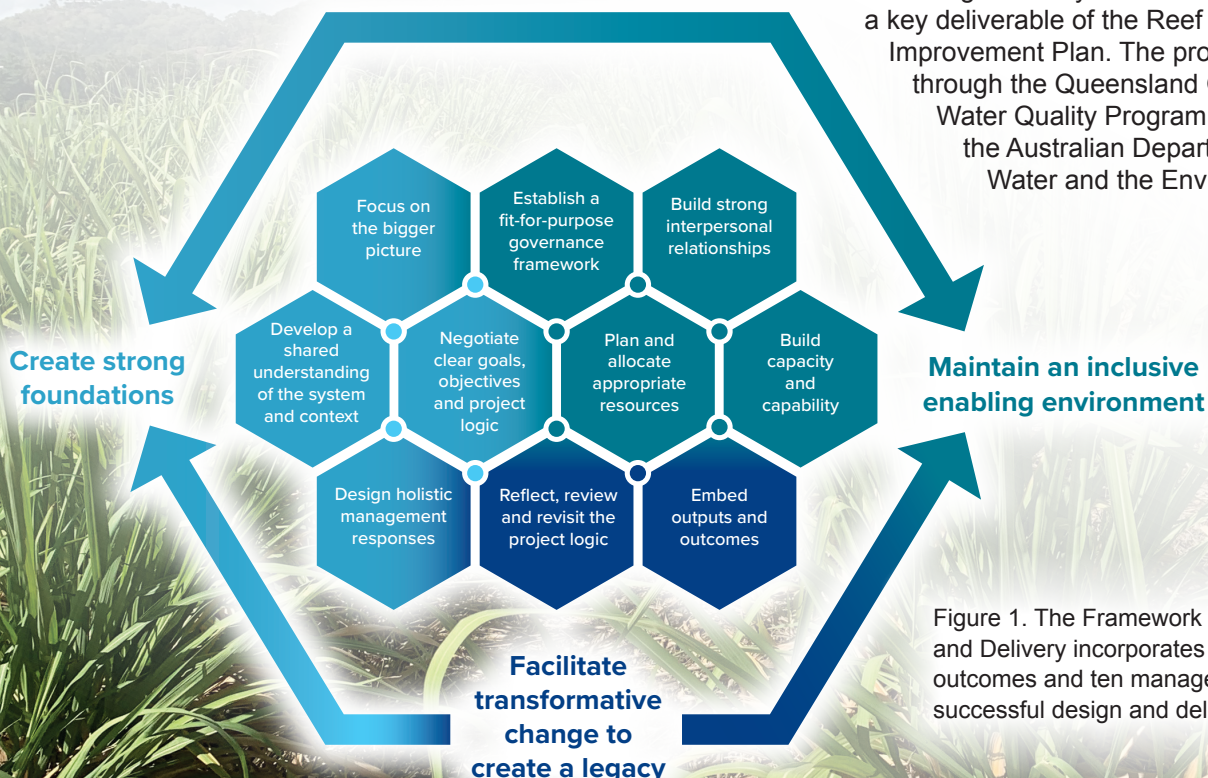 a key deliverable of the Reef
Improvement Plan. The
through the Queensland
Water Quality Program
the Australian
Water and the
Focus on
the bigger
picture
Establish a
fit-for-purpose
governance
framework
Build strong
interpersonal
relationships
Develop a
shared
understanding
of the system
and context
Negotiate
clear goals,
objectives
and project
logic
Plan and
allocate
appropriate
resources
Build
capacity
and
capability
Design holistic
management
responses
Reflect, review
and revisit the
project logic
Embed
outputs and
outcomes
Create strong
foundations
Maintain an inclusive
enabling environment
Facilitate
transformative
change to
create a legacy
Figure 1. The Framework
and Delivery incorporates
outcomes and ten
successful design and